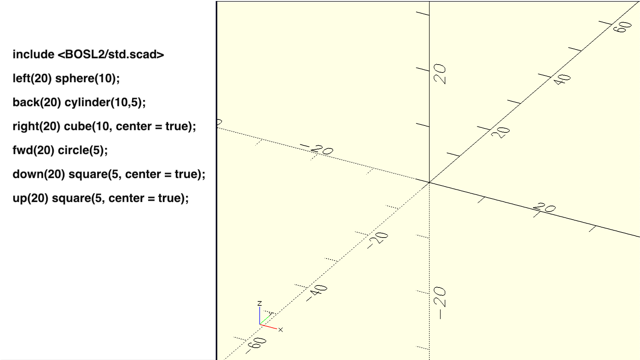 include <BOSL2/std.scad>
left(20) sphere(10);
back(20) cylinder(10,5);
right(20) cube(10, center = true);
fwd(20) circle(5);
down(20) square(5, center = true);
up(20) square(5, center = true);
60
40
20
20
-20
20
-20
-20
-40
-60
z
x